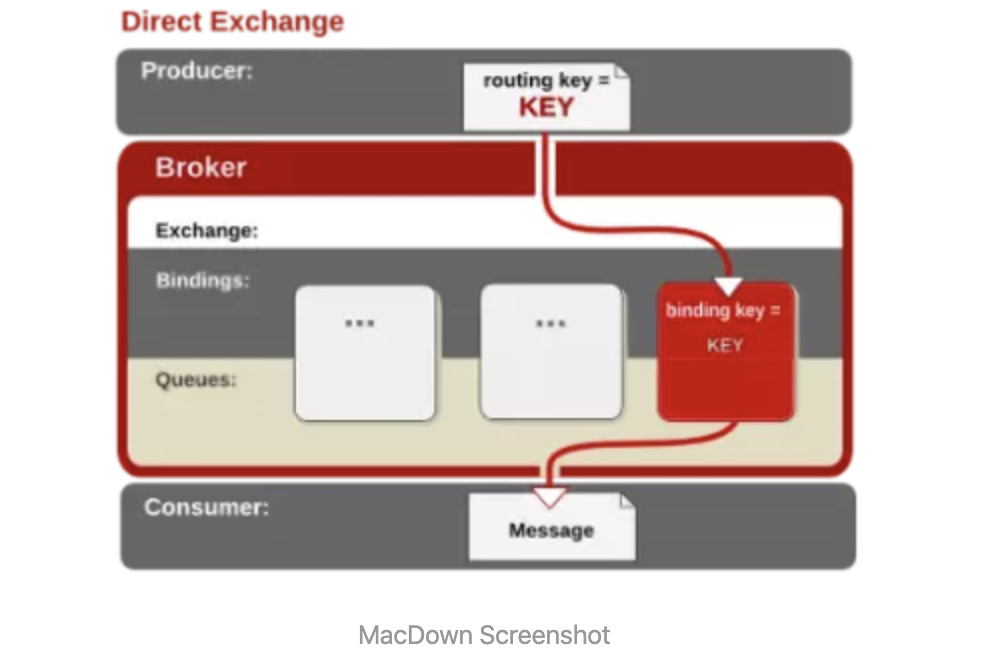 Direct Exchange
Producer:
routing key =
KEY
Broker
Exchange:
Bindings:
...
...
binding key =
KEY
Queues:
Consumer:
Message
MacDown Screenshot